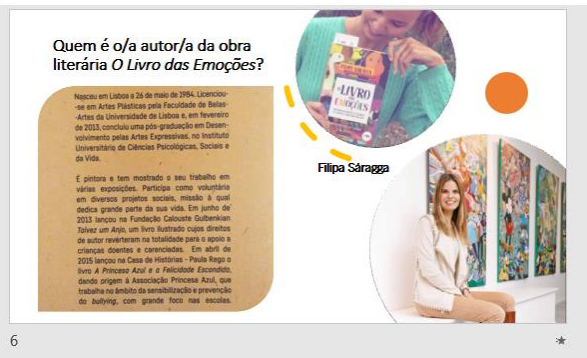 Quem é o/a autor/a da obra
literária O Livro das Emoções?
Nasceu em Lisboa a 26 de maio de 1984. Licenciou-
-se em Artes Plásticas pela Faculdade de Belas-
-Artes da Universidade de Lisboa e, em fevereiro
de 2013, concluiu uma pós-graduação em Desen-
volvimento pelas Artes Expressivas, no Instituto
Universitário de Ciências Psicológicas, Sociais e
da Vida.
É pintora e tem mostrado o seu trabalho em
várias exposições. Participa como voluntária
em diversos projetos sociais, missão à qual
dedica grande parte da sua vida. Em junho de
2013 lançou na Fundação Calouste Gulbenkian
Talvez um Anjo, um livro ilustrado cujos direitos
de autor reverteram na totalidade para o apoio a
crianças doentes e carenciadas. Em abril de
2015 lançou na Casa de Histórias - Paula Rego o
livro A Princesa Azul e a Felicidade Escondida,
dando origem à Associação Princesa Azul, que
trabalha no âmbito da sensibilização e prevenção
do bullying, com grande foco nas escolas.
O LIVRO
DAS
EMOÇÕES
Filipa Sáragga
6